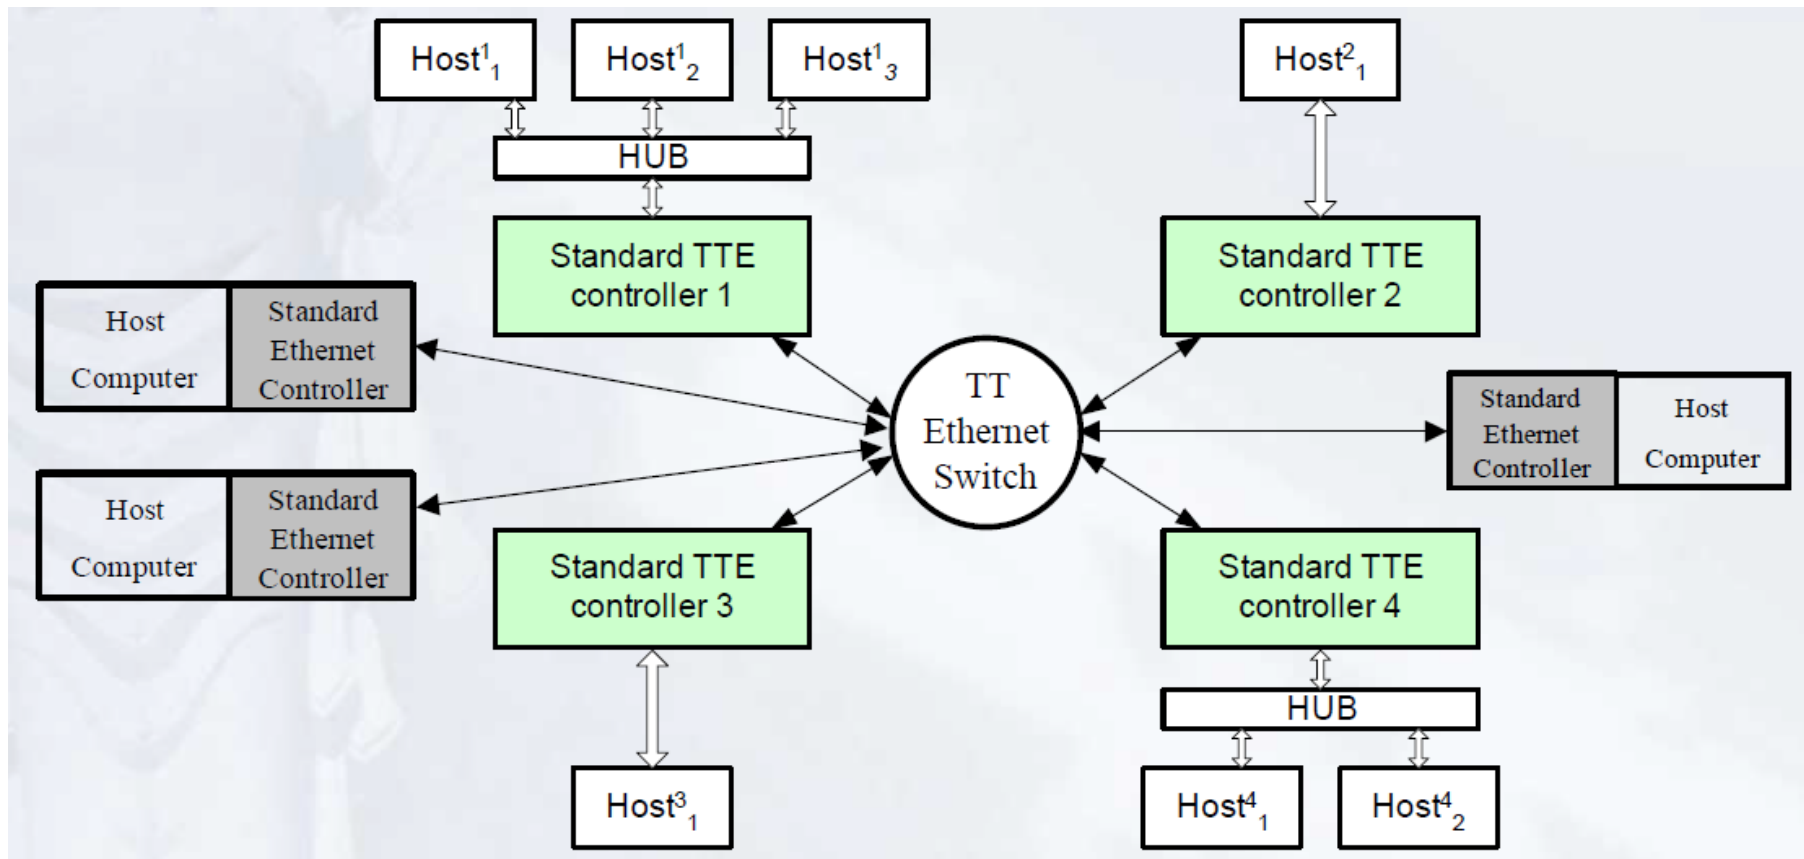 Host¹₁
Host¹₂
Host¹₃
Host²₁
HUB
Standard TTE
controller 1
Standard TTE
controller 2
Host
Computer
Standard
Ethernet
Controller
TT
Ethernet
Switch
Standard
Ethernet
Controller
Host
Computer
Host
Computer
Standard
Ethernet
Controller
Standard TTE
controller 3
Standard TTE
controller 4
HUB
Host³₁
Host⁴₁
Host⁴₂